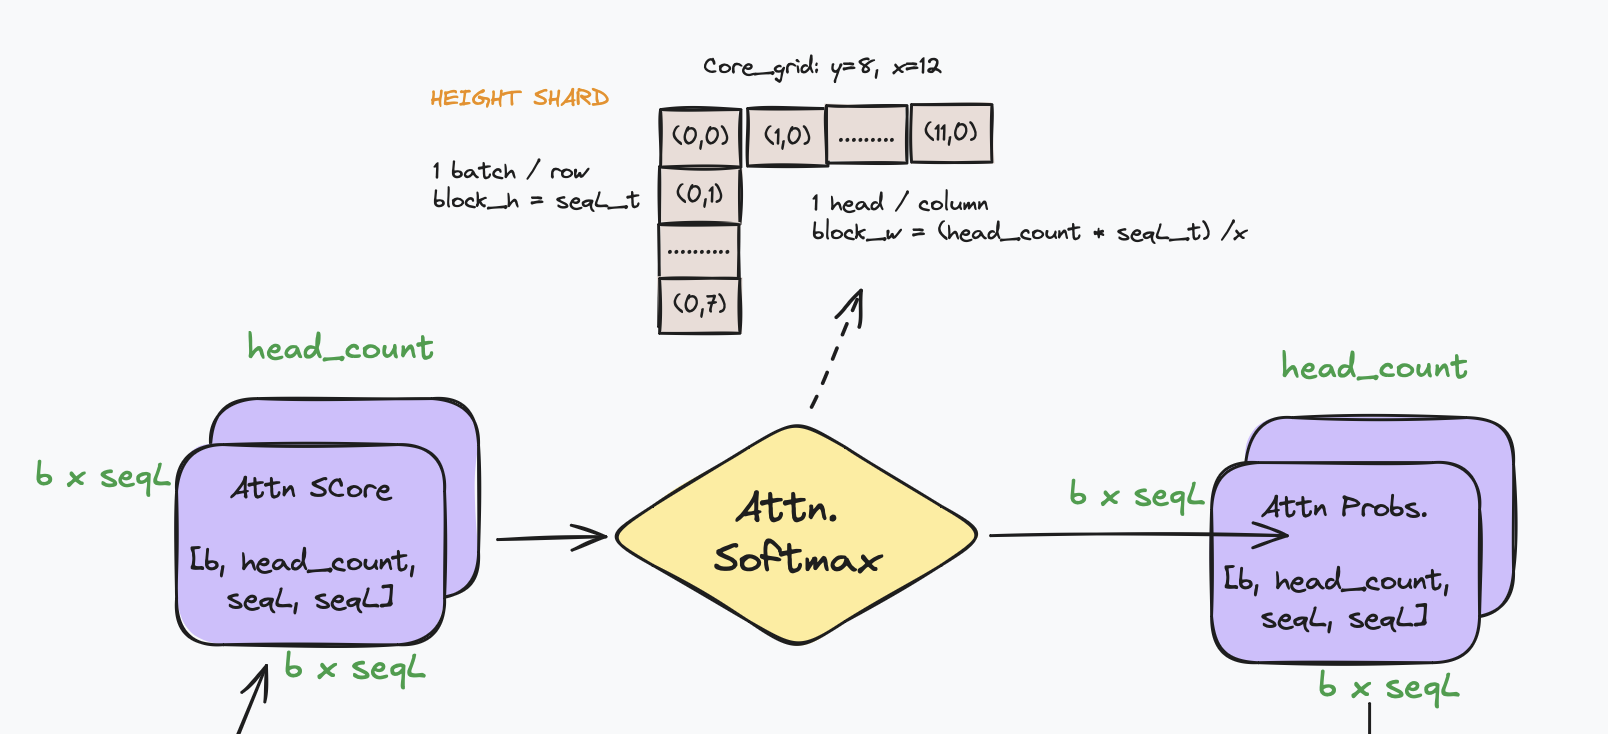 Core_grid: y=8, x=12
HEIGHT SHARD
(0,0)
(1,0)
.........
(11,0)
1 batch / row
block_h = seqL_t
(0,1)
..........
(0,7)
1 head / column
block_w = (head_count * seqL_t) /x
head_count
b x seqL
Attn SCore
[b, head_count,
seqL, seqL]
b x seqL
Attn.
Softmax
head_count
b x seqL
Attn Probs.
[b, head_count,
seqL, seqL]
b x seqL